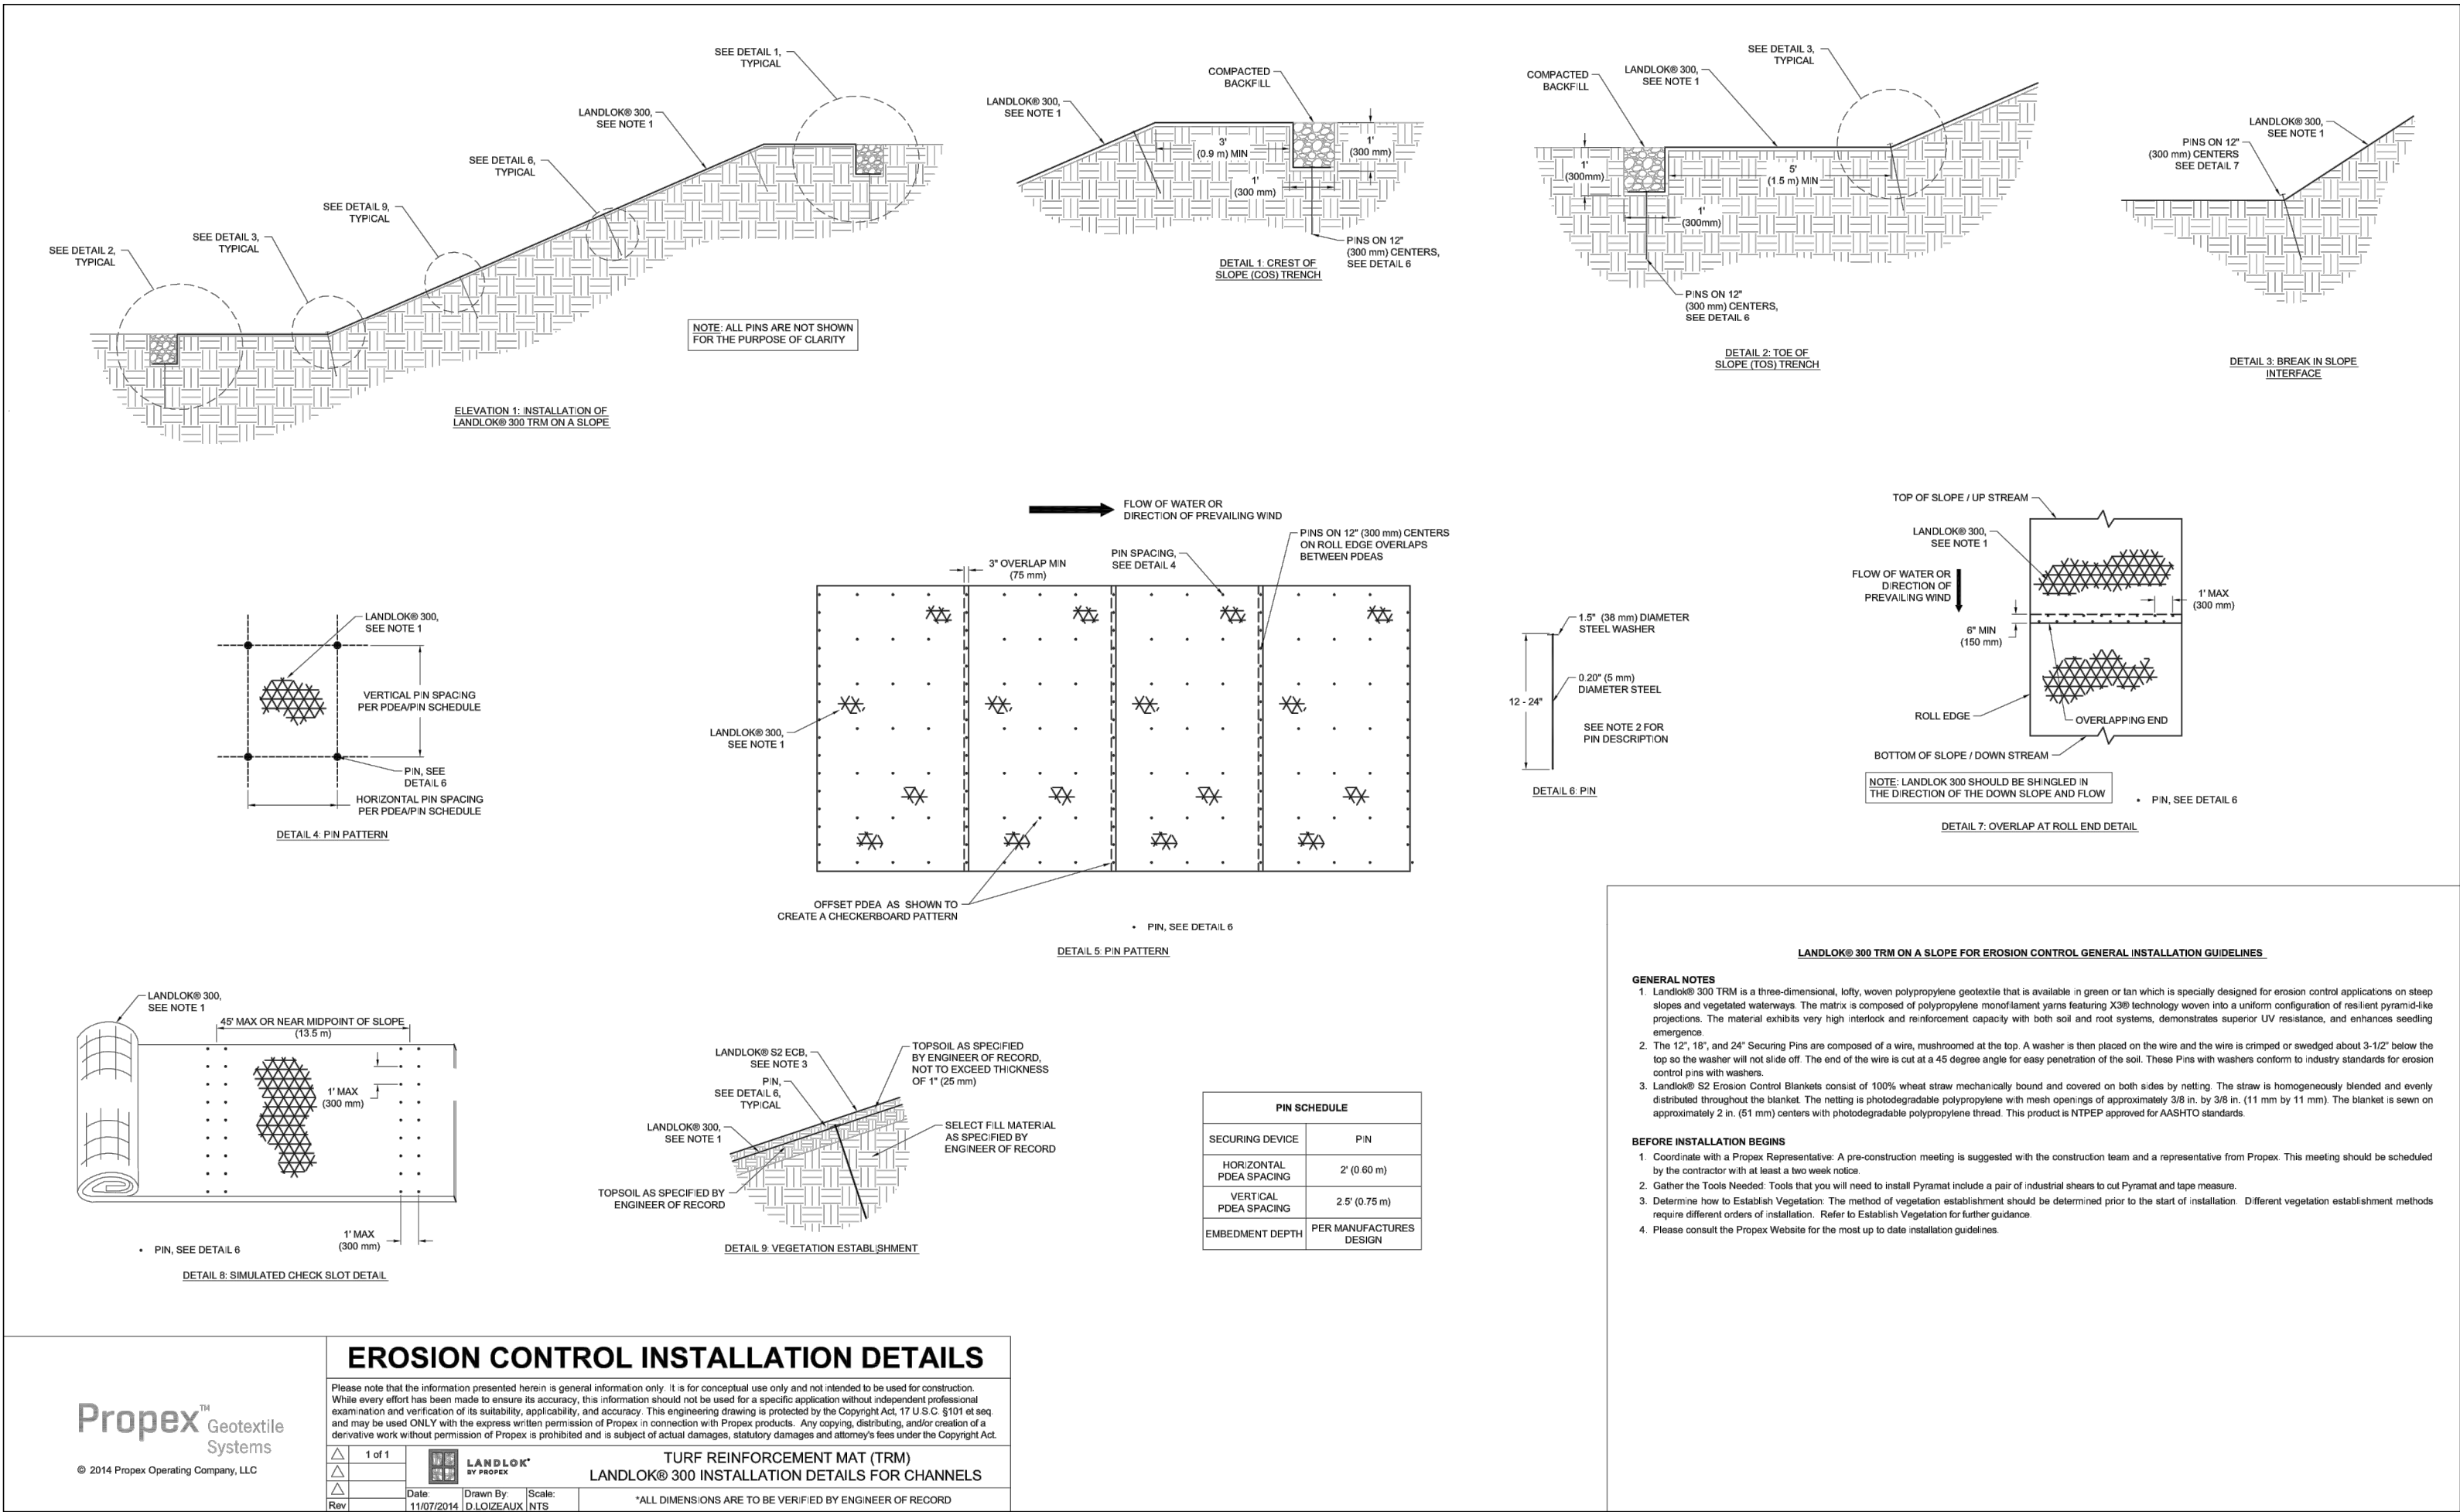 SEE DETAIL 1,
TYPICAL
LANDLOK® 300,
SEE NOTE 1
SEE DETAIL 6,
TYPICAL
SEE DETAIL 9,
TYPICAL
SEE DETAIL 3,
TYPICAL
SEE DETAIL 2,
TYPICAL
NOTE: ALL PINS ARE NOT SHOWN
FOR THE PURPOSE OF CLARITY
ELEVATION 1: INSTALLATION OF
LANDLOK® 300 TRM ON A SLOPE
COMPACTED
BACKFILL
LANDLOK® 300,
SEE NOTE 1
3'
(0.9 m) MIN
1'
(300 mm)
1'
(300 mm)
PINS ON 12"
(300 mm) CENTERS,
SEE DETAIL 6
DETAIL 1: CREST OF
SLOPE (COS) TRENCH
SEE DETAIL 3,
TYPICAL
COMPACTED
BACKFILL
LANDLOK® 300,
SEE NOTE 1
1'
(300mm)
5'
(1.5 m) MIN
1'
(300mm)
PINS ON 12"
(300 mm) CENTERS,
SEE DETAIL 6
DETAIL 2: TOE OF
SLOPE (TOS) TRENCH
LANDLOK® 300,
SEE NOTE 1
PINS ON 12"
(300 mm) CENTERS
SEE DETAIL 7
DETAIL 3: BREAK IN SLOPE
INTERFACE
LANDLOK® 300,
SEE NOTE 1
VERTICAL PIN SPACING
PER PDEA/PIN SCHEDULE
PIN, SEE
DETAIL 6
HORIZONTAL PIN SPACING
PER PDEA/PIN SCHEDULE
DETAIL 4: PIN PATTERN
FLOW OF WATER OR
DIRECTION OF PREVAILING WIND
3" OVERLAP MIN
(75 mm)
PIN SPACING,
SEE DETAIL 4
PINS ON 12" (300 mm) CENTERS
ON ROLL EDGE OVERLAPS
BETWEEN PDEAS
LANDLOK® 300,
SEE NOTE 1
OFFSET PDEA AS SHOWN TO
CREATE A CHECKERBOARD PATTERN
• PIN, SEE DETAIL 6
DETAIL 5: PIN PATTERN
1.5" (38 mm) DIAMETER
STEEL WASHER
0.20" (5 mm)
DIAMETER STEEL
12 - 24"
SEE NOTE 2 FOR
PIN DESCRIPTION
DETAIL 6: PIN
TOP OF SLOPE / UP STREAM
LANDLOK® 300,
SEE NOTE 1
FLOW OF WATER OR
DIRECTION OF
PREVAILING WIND
1' MAX
(300 mm)
6" MIN
(150 mm)
ROLL EDGE
OVERLAPPING END
BOTTOM OF SLOPE / DOWN STREAM
NOTE: LANDLOK 300 SHOULD BE SHINGLED IN
THE DIRECTION OF THE DOWN SLOPE AND FLOW
• PIN, SEE DETAIL 6
DETAIL 7: OVERLAP AT ROLL END DETAIL
LANDLOK® 300,
SEE NOTE 1
45' MAX OR NEAR MIDPOINT OF SLOPE
(13.5 m)
1' MAX
(300 mm)
1' MAX
(300 mm)
• PIN, SEE DETAIL 6
DETAIL 8: SIMULATED CHECK SLOT DETAIL
LANDLOK® S2 ECB,
SEE NOTE 3
PIN,
SEE DETAIL 6,
TYPICAL
LANDLOK® 300,
SEE NOTE 1
TOPSOIL AS SPECIFIED BY
ENGINEER OF RECORD
TOPSOIL AS SPECIFIED
BY ENGINEER OF RECORD,
NOT TO EXCEED THICKNESS
OF 1" (25 mm)
SELECT FILL MATERIAL
AS SPECIFIED BY
ENGINEER OF RECORD
DETAIL 9: VEGETATION ESTABLISHMENT
PIN SCHEDULE
SECURING DEVICE PIN
HORIZONTAL
PDEA SPACING
2' (0.60 m)
VERTICAL
PDEA SPACING
2.5' (0.75 m)
EMBEDMENT DEPTH
PER MANUFACTURES
DESIGN
LANDLOK® 300 TRM ON A SLOPE FOR EROSION CONTROL GENERAL INSTALLATION GUIDELINES
GENERAL NOTES
1. Landlok® 300 TRM is a three-dimensional, lofty, woven polypropylene geotextile that is available in green or tan which is specially designed for erosion control applications on steep
slopes and vegetated waterways. The matrix is composed of polypropylene monofilament yarns featuring X3® technology woven into a uniform configuration of resilient pyramid-like
projections. The material exhibits very high interlock and reinforcement capacity with both soil and root systems, demonstrates superior UV resistance, and enhances seedling
emergence.
2. The 12", 18", and 24" Securing Pins are composed of a wire, mushroomed at the top. A washer is then placed on the wire and the wire is crimped or swedged about 3-1/2" below the
top so the washer will not slide off. The end of the wire is cut at a 45 degree angle for easy penetration of the soil. These Pins with washers conform to industry standards for erosion
control pins with washers.
3. Landlok® S2 Erosion Control Blankets consist of 100% wheat straw mechanically bound and covered on both sides by netting. The straw is homogeneously blended and evenly
distributed throughout the blanket. The netting is photodegradable polypropylene with mesh openings of approximately 3/8 in. by 3/8 in. (11 mm by 11 mm). The blanket is sewn on
approximately 2 in. (51 mm) centers with photodegradable polypropylene thread. This product is NTPEP approved for AASHTO standards.
BEFORE INSTALLATION BEGINS
1. Coordinate with a Propex Representative: A pre-construction meeting is suggested with the construction team and a representative from Propex. This meeting should be scheduled
by the contractor with at least a two week notice.
2. Gather the Tools Needed: Tools that you will need to install Pyramat include a pair of industrial shears to cut Pyramat and tape measure.
3. Determine how to Establish Vegetation: The method of vegetation establishment should be determined prior to the start of installation. Different vegetation establishment methods
require different orders of installation. Refer to Establish Vegetation for further guidance.
4. Please consult the Propex Website for the most up to date installation guidelines.
Propex™ Geotextile
Systems
© 2014 Propex Operating Company, LLC
EROSION CONTROL INSTALLATION DETAILS
Please note that the information presented herein is general information only. It is for conceptual use only and not intended to be used for construction.
While every effort has been made to ensure its accuracy, this information should not be used for a specific application without independent professional
examination and verification of its suitability, applicability, and accuracy. This engineering drawing is protected by the Copyright Act, 17 U.S.C. §101 et seq.
and may be used ONLY with the express written permission of Propex in connection with Propex products. Any copying, distributing, and/or creation of a
derivative work without permission of Propex is prohibited and is subject of actual damages, statutory damages and attorney's fees under the Copyright Act.
1 of 1
Rev
LANDLOK®
BY PROPEX
Date: Drawn By: Scale:
11/07/2014 D.LOIZEAUX NTS
TURF REINFORCEMENT MAT (TRM)
LANDLOK® 300 INSTALLATION DETAILS FOR CHANNELS
*ALL DIMENSIONS ARE TO BE VERIFIED BY ENGINEER OF RECORD